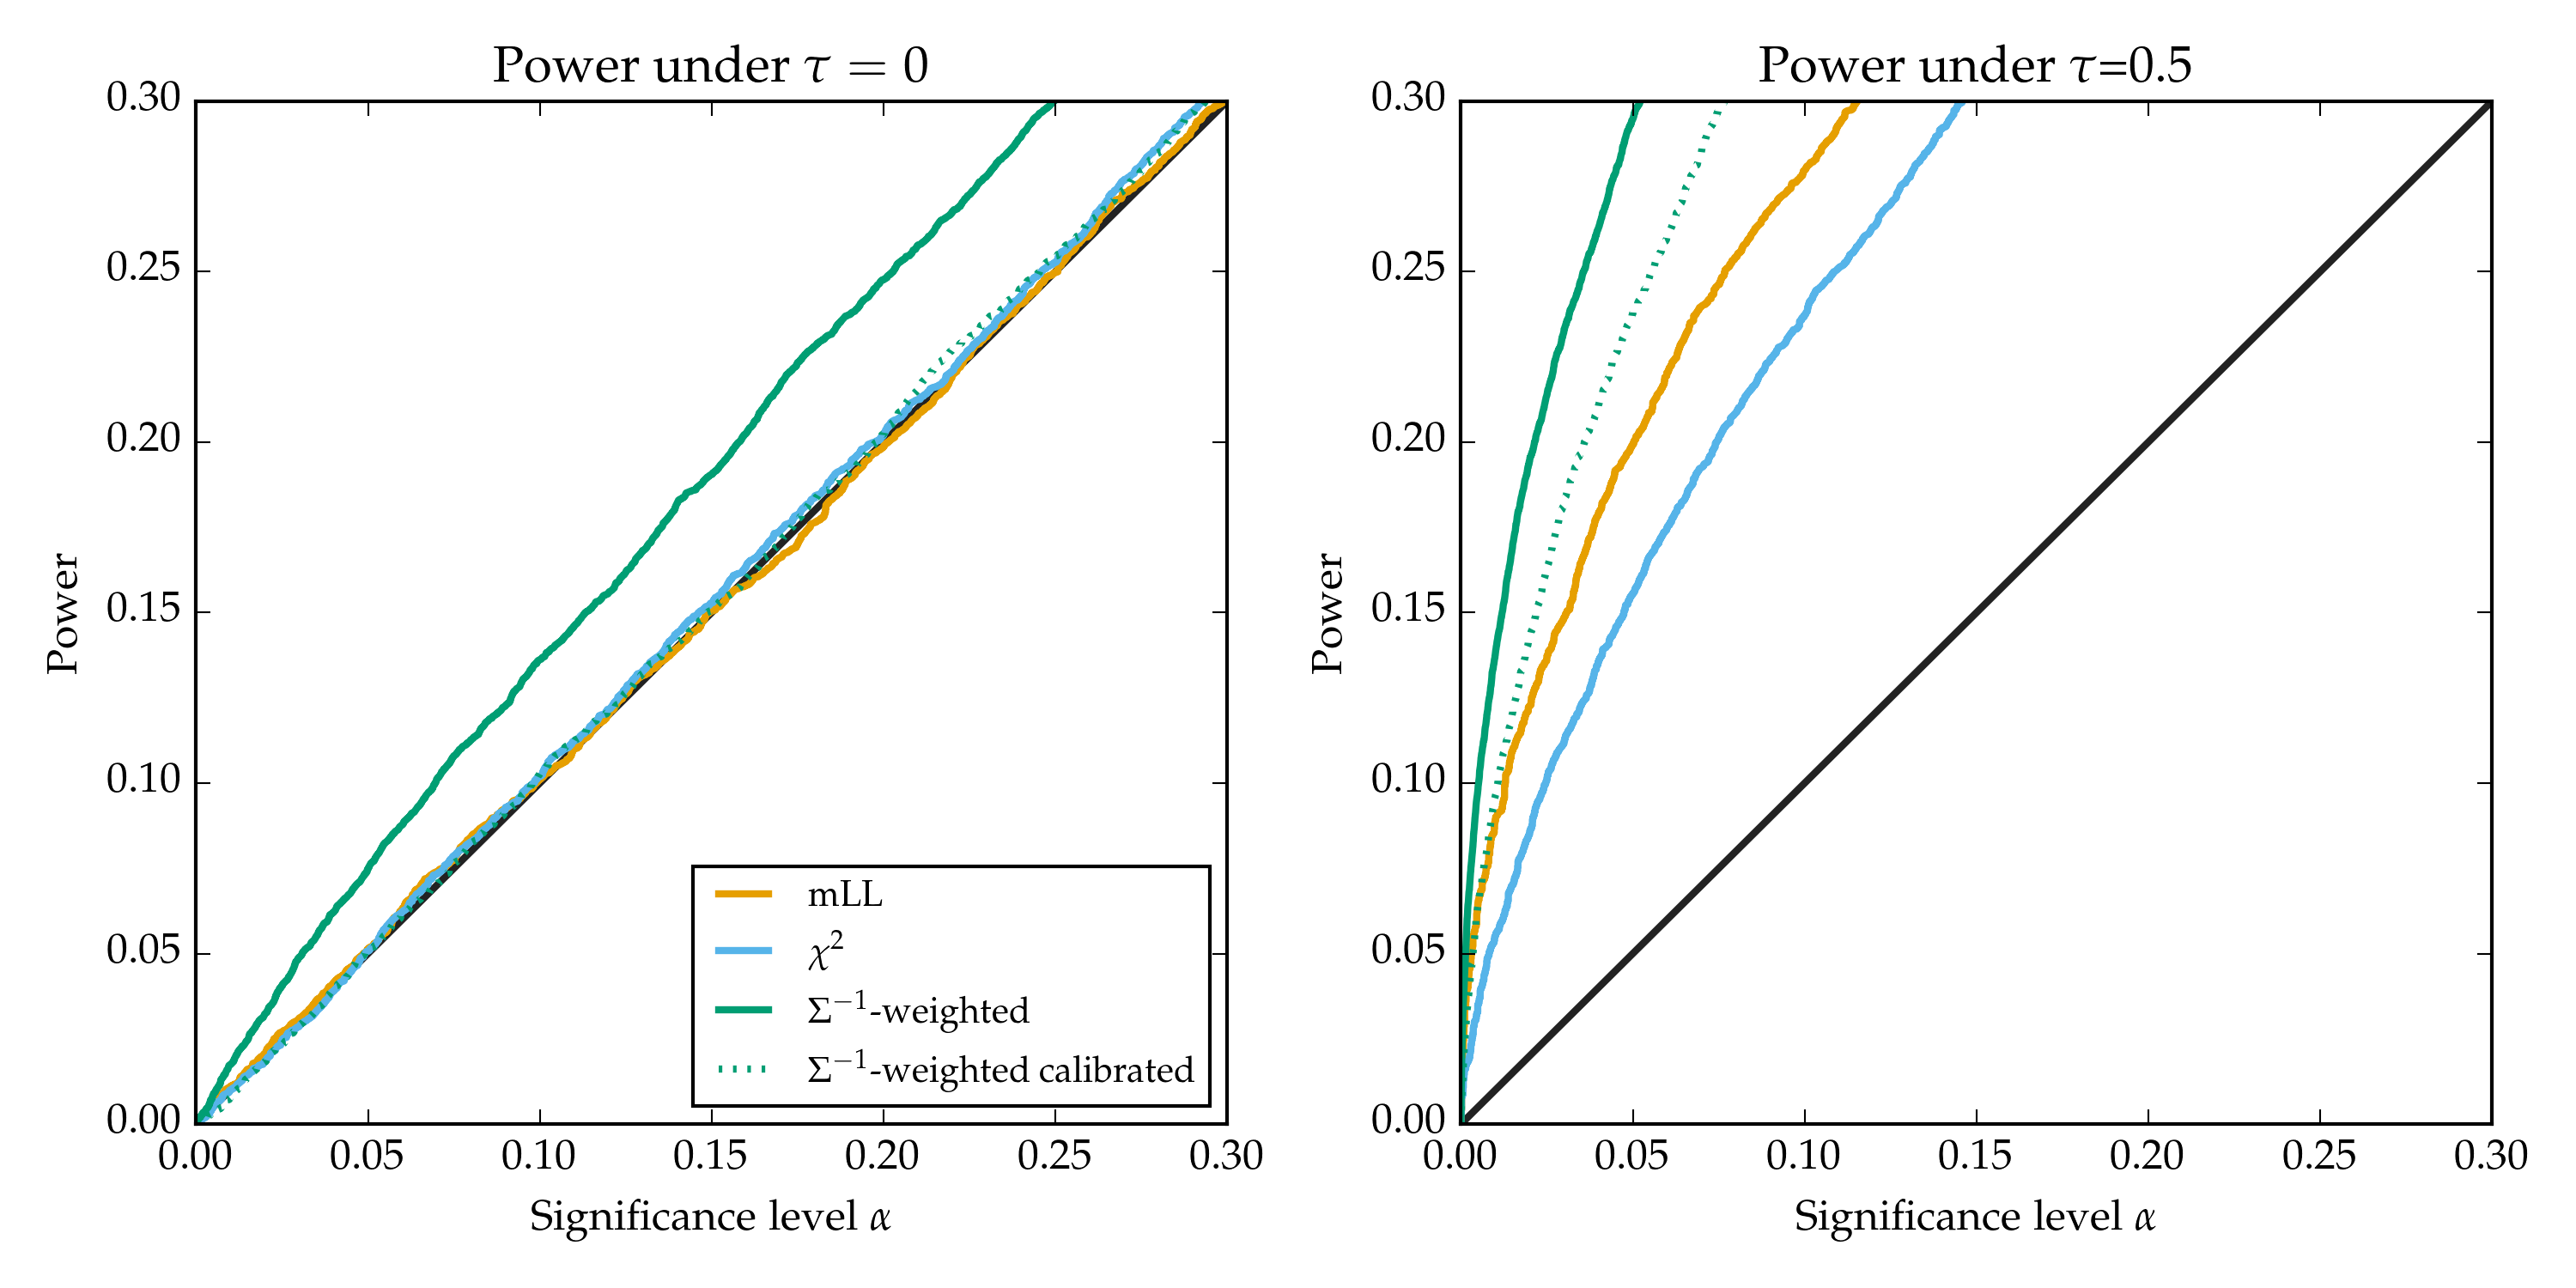 Power under τ = 0
0.30
0.25
0.20
0.15
0.10
0.05
0.00
Power
mLL
χ²
Σ⁻¹-weighted
Σ⁻¹-weighted calibrated
0.00 0.05 0.10 0.15 0.20 0.25 0.30
Significance level α
Power under τ=0.5
0.30
0.25
0.20
0.15
0.10
0.05
0.00
Power
0.00 0.05 0.10 0.15 0.20 0.25 0.30
Significance level α